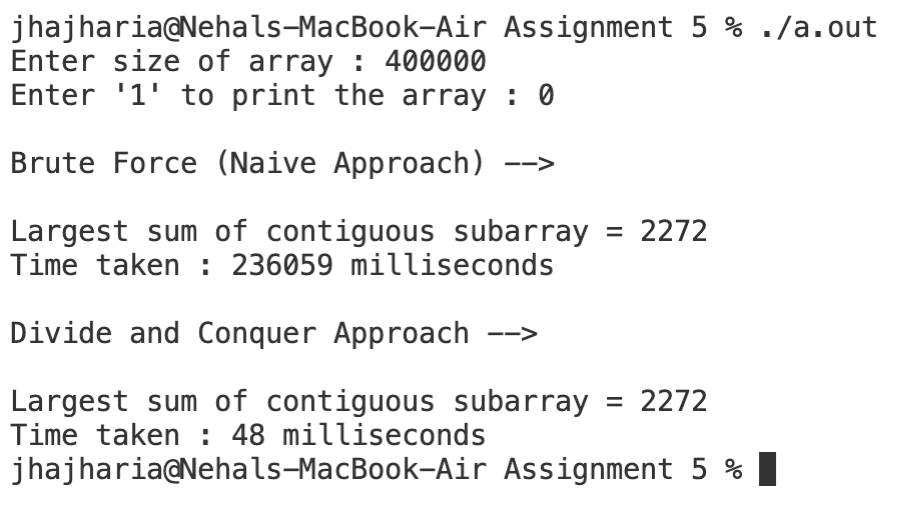 jhajharia@Nehals-MacBook-Air Assignment 5 % ./a.out
Enter size of array : 400000
Enter '1' to print the array : 0
Brute Force (Naive Approach) -->
Largest sum of contiguous subarray = 2272
Time taken : 236059 milliseconds
Divide and Conquer Approach -->
Largest sum of contiguous subarray = 2272
Time taken : 48 milliseconds
jhajharia@Nehals-MacBook-Air Assignment 5 %